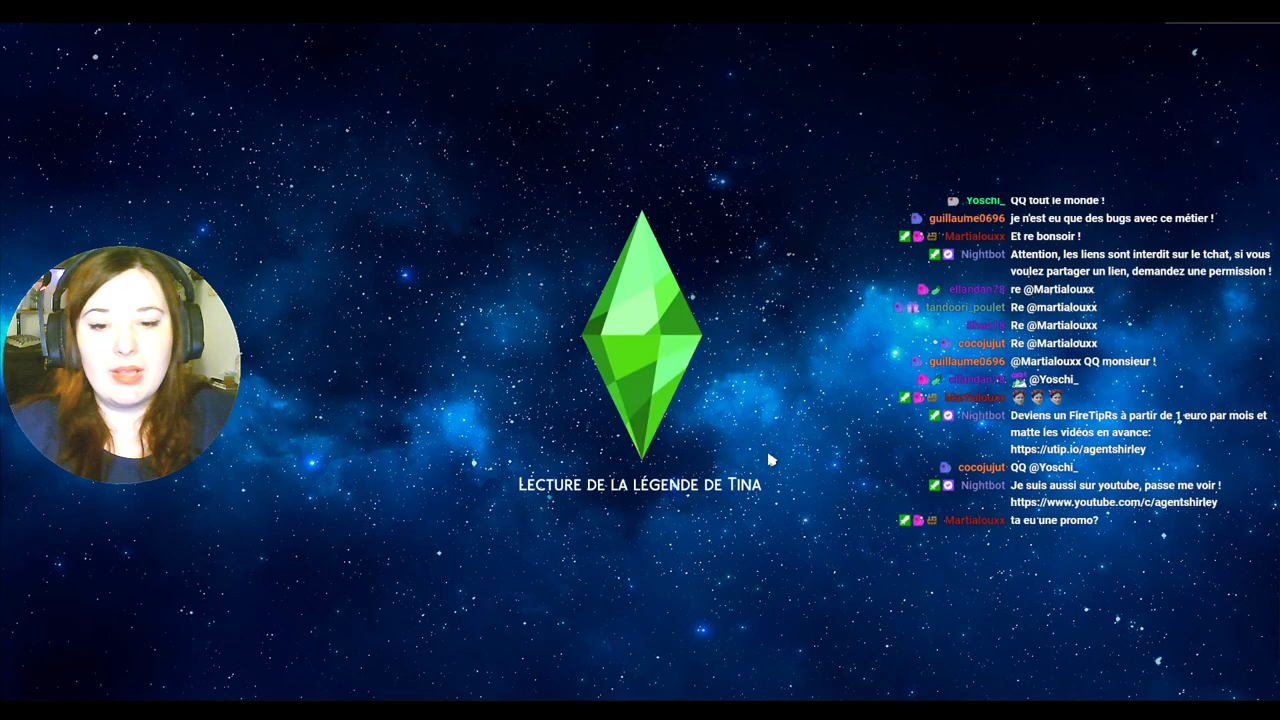 Yoschi_ QQ tout le monde !
guillaume0696 je n'est eu que des bugs avec ce métier !
Martialouxx Et re bonsoir !
Nightbot Attention, les liens sont interdit sur le tchat, si vous
voulez partager un lien, demandez une permission !
ellandan78 re @Martialouxx
tandoori_poulet Re @martialouxx
Re @Martialouxx
cocojujut Re @Martialouxx
guillaume0696 @Martialouxx QQ monsieur !
ellandan78 @Yoschi_
Martialouxx
Nightbot Deviens un FireTipRs à partir de 1 euro par mois et
matte les vidéos en avance:
https://utip.io/agentshirley
cocojujut QQ @Yoschi_
Nightbot Je suis aussi sur youtube, passe me voir !
https://www.youtube.com/c/agentshirley
Martialouxx ta eu une promo?
Lecture de la légende de Tina